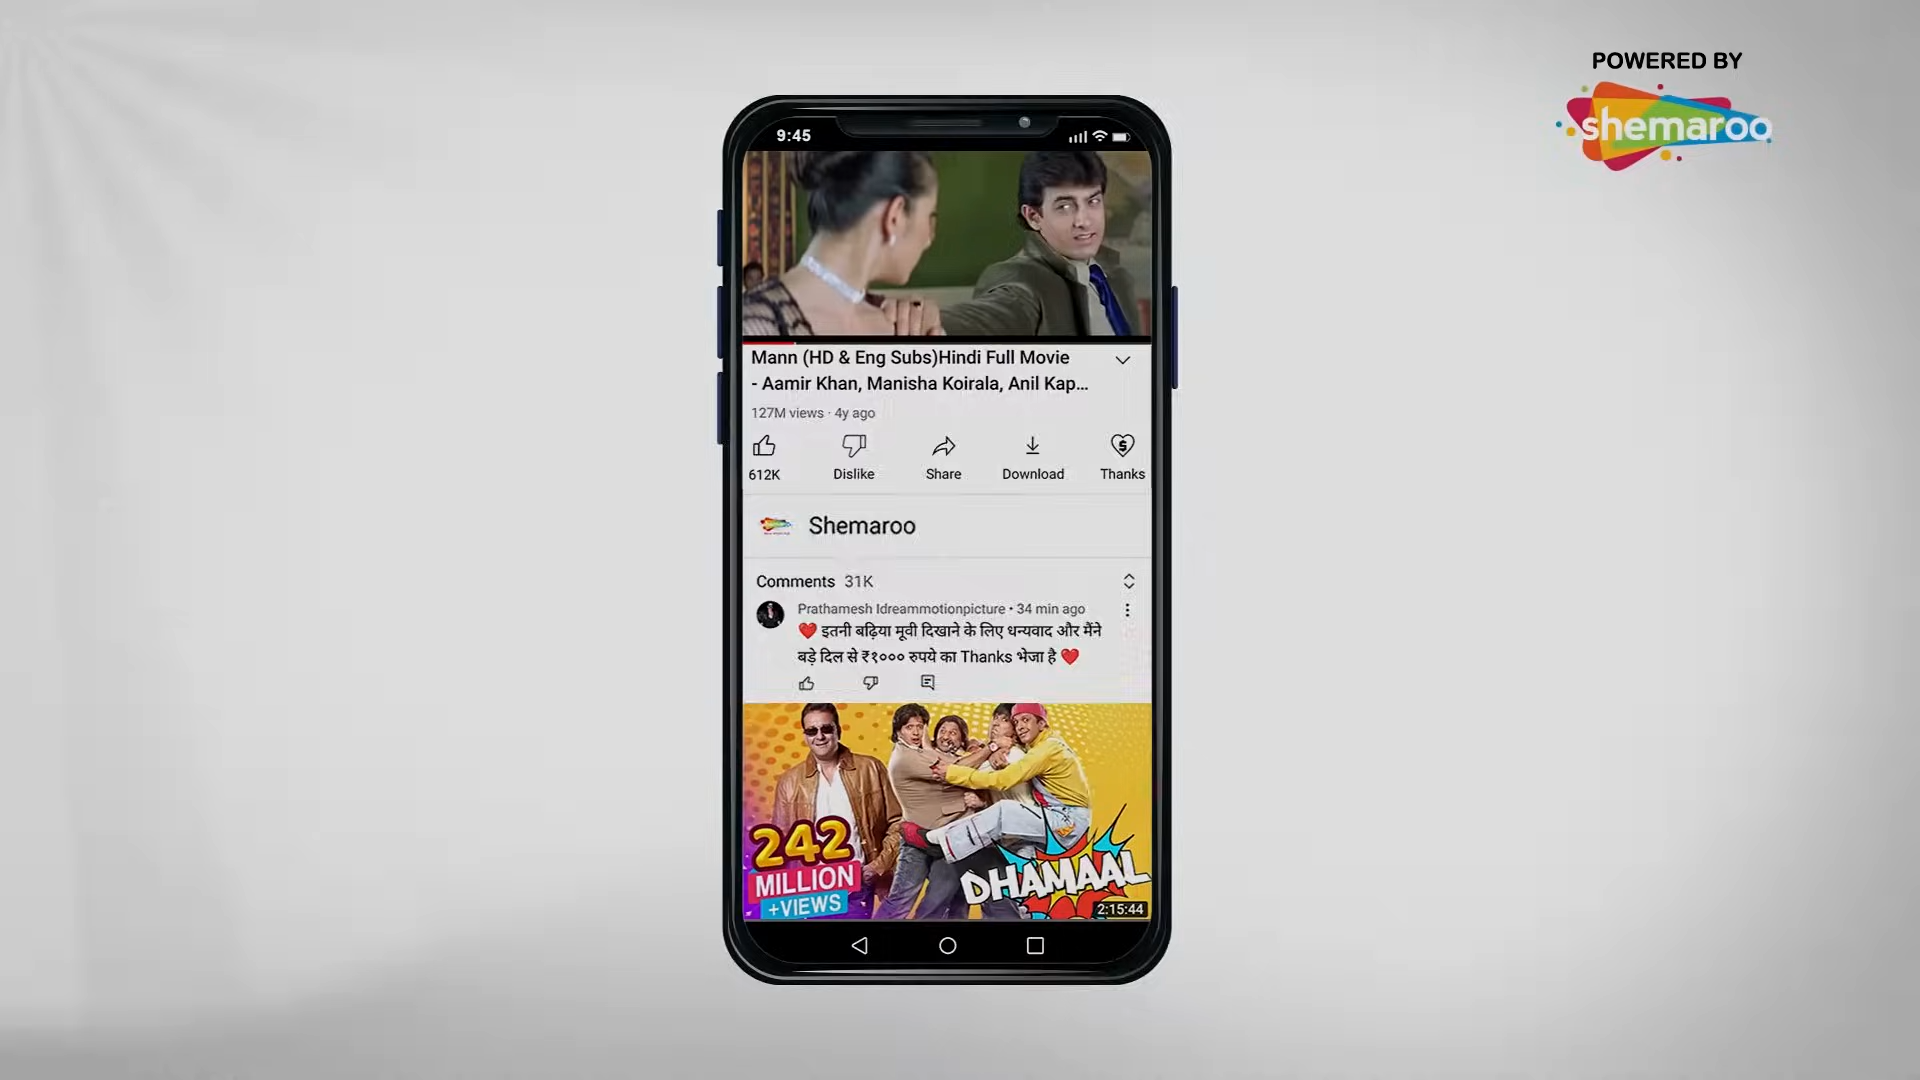 POWERED BY
shemaroo
9:45
Mann (HD & Eng Subs)Hindi Full Movie
- Aamir Khan, Manisha Koirala, Anil Kap...
127M views · 4y ago
612K
Dislike
Share
Download
Thanks
Shemaroo
Comments 31K
Prathamesh Idreammotionpicture • 34 min ago
❤️ इतनी बढ़िया मूवी दिखाने के लिए धन्यवाद और मैंने
बड़े दिल से ₹१००० रुपये का Thanks भेजा है ❤️
242
MILLION
+VIEWS
DHAMAAL
2:15:44